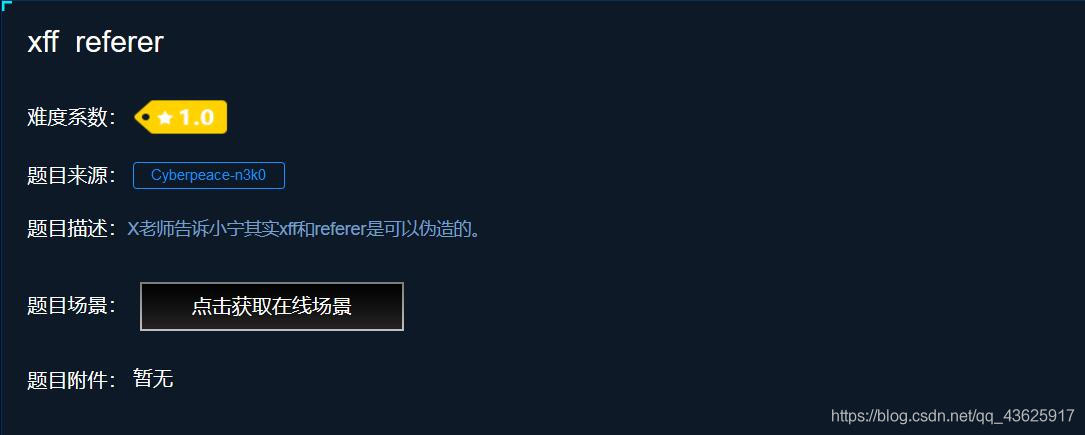 xff referer
难度系数： 1.0
题目来源： Cyberpeace-n3k0
题目描述：X老师告诉小宁其实xff和referer是可以伪造的。
题目场景： 点击获取在线场景
题目附件： 暂无
https://blog.csdn.net/qq_43625917